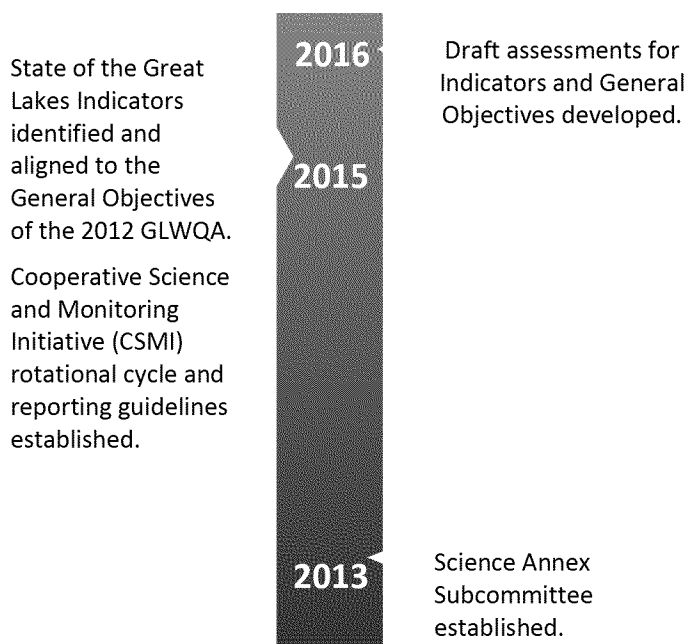 2016
Draft assessments for
Indicators and General
Objectives developed.
State of the Great
Lakes Indicators
identified and
aligned to the
General Objectives
of the 2012 GLWQA.
2015
Cooperative Science
and Monitoring
Initiative (CSMI)
rotational cycle and
reporting guidelines
established.
2013
Science Annex
Subcommittee
established.